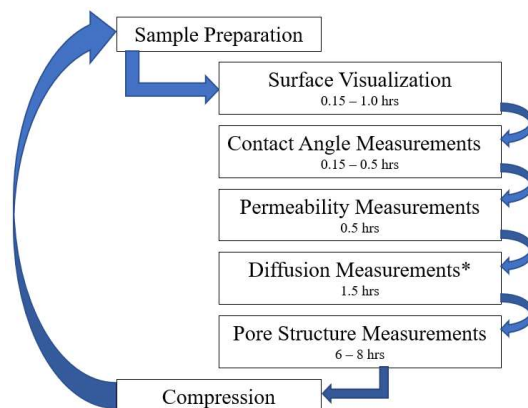 Sample Preparation
Surface Visualization
0.15 – 1.0 hrs
Contact Angle Measurements
0.15 – 0.5 hrs
Permeability Measurements
0.5 hrs
Diffusion Measurements*
1.5 hrs
Pore Structure Measurements
6 – 8 hrs
Compression